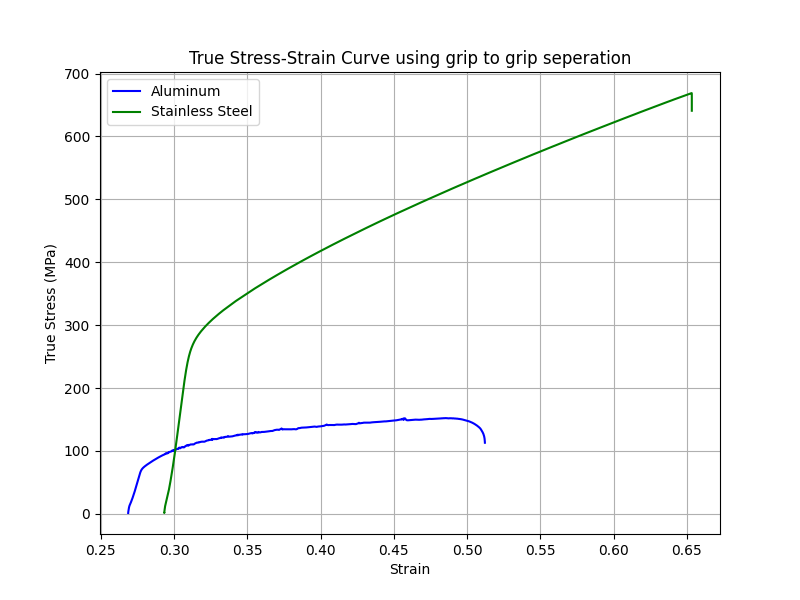 True Stress-Strain Curve using grip to grip seperation
Aluminum
Stainless Steel
700
600
500
400
300
200
100
0
True Stress (MPa)
0.25 0.30 0.35 0.40 0.45 0.50 0.55 0.60 0.65
Strain